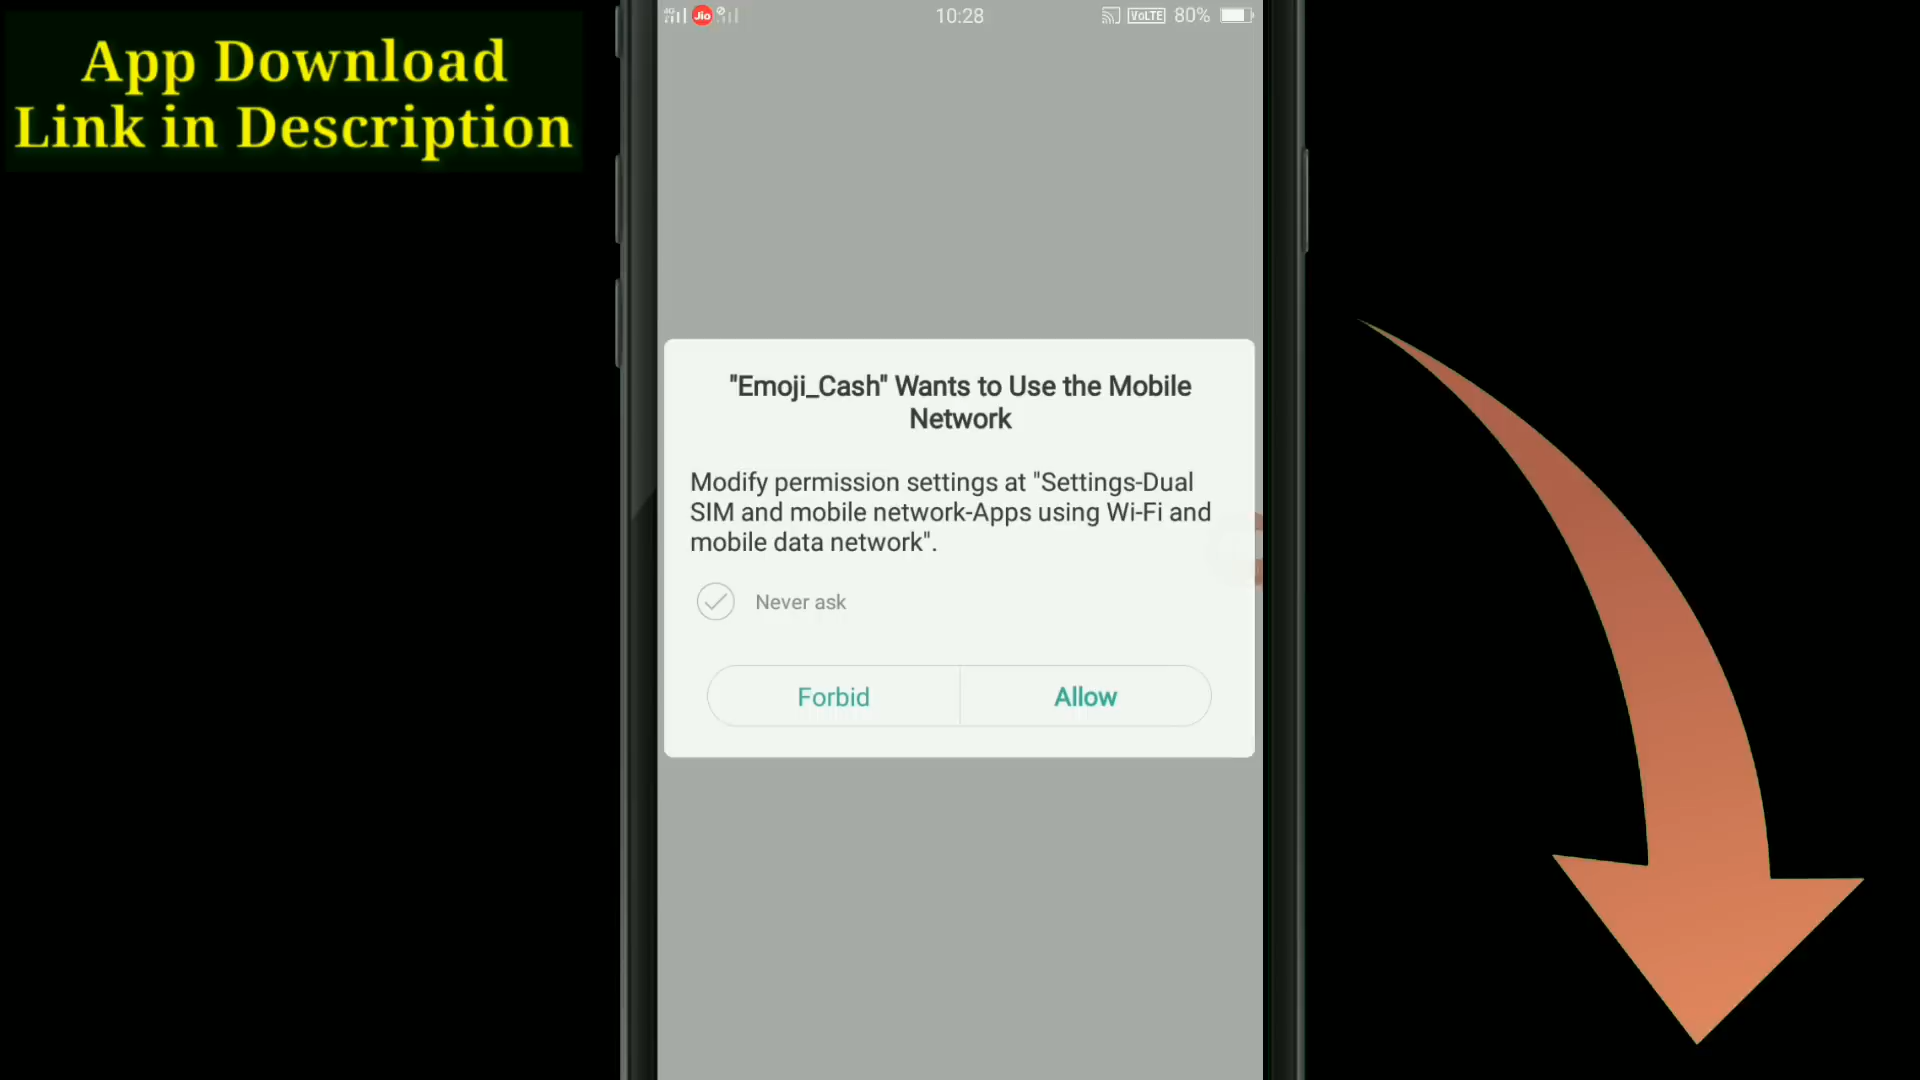 App Download
Link in Description
4G Jio 10:28 VoLTE 80%
"Emoji_Cash" Wants to Use the Mobile
Network
Modify permission settings at "Settings-Dual
SIM and mobile network-Apps using Wi-Fi and
mobile data network".
Never ask
Forbid Allow